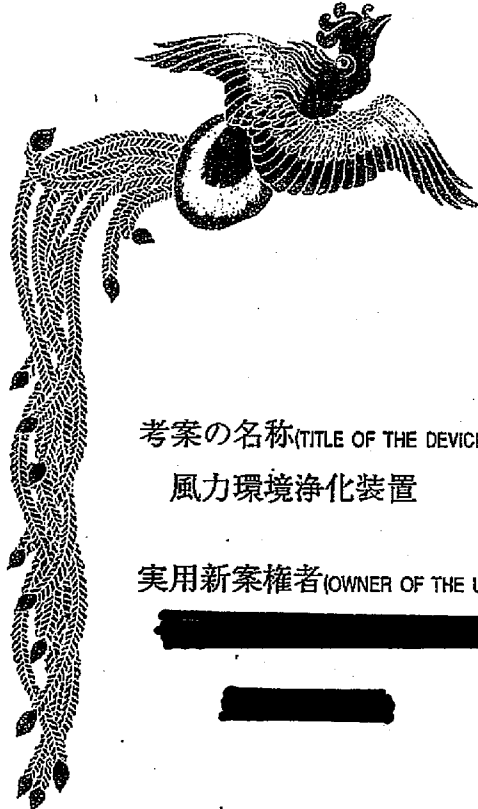 考案の名称(TITLE OF THE DEVICE
風力環境浄化装置
実用新案権者(OWNER OF THE U